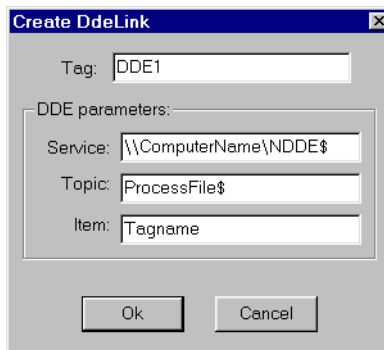 Create DdeLink
Tag: DDE1
DDE parameters:
Service: \\ComputerName\NDDE$
Topic: ProcessFile$
Item: Tagname
Ok Cancel